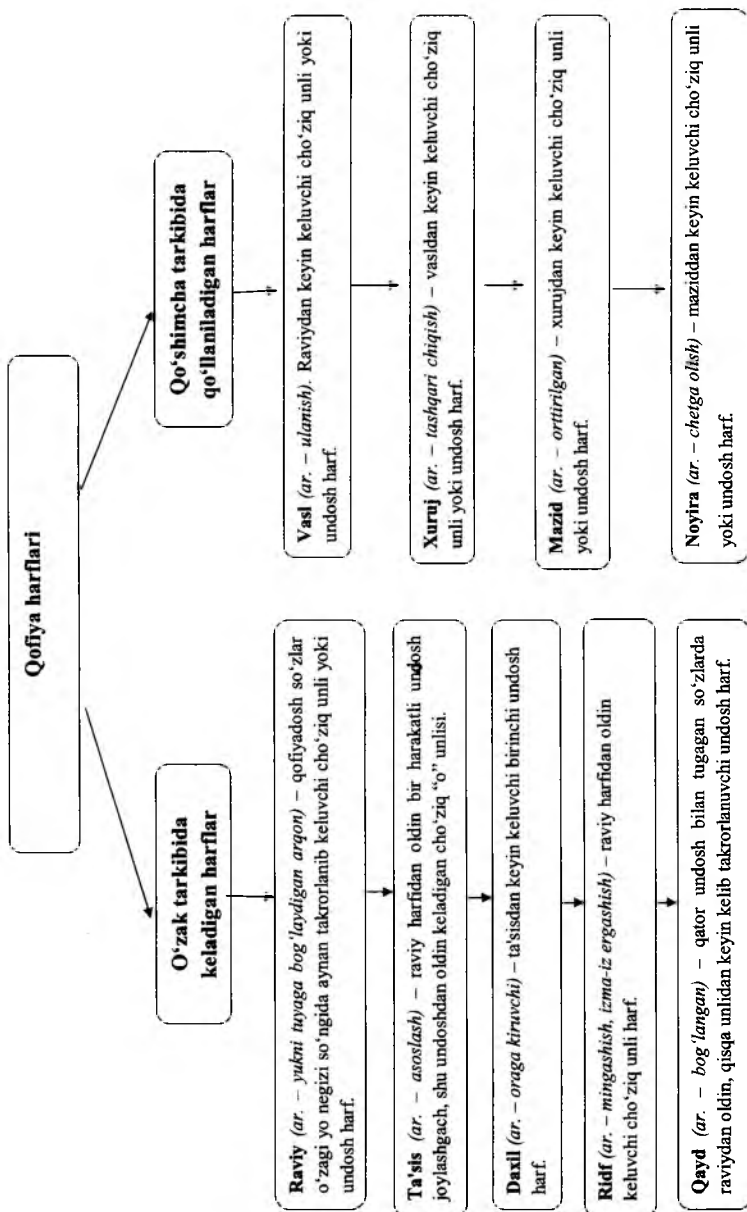 Qofiya harflari
O‘zak tarkibida
keladigan harflar
Raviy (ar. – yukni tuyaga bog‘laydigan arqon) – qofiyadosh so‘zlar
o‘zagi yo negizi so‘ngida aynan takrorlanib keluvchi cho‘ziq unli yoki
undosh harf.
Ta'sis (ar. – asoslash) – raviy harfidan oldin bir harakatli undosh
joylashgach, shu undoshdan oldin keladigan cho‘ziq “o” unlisi.
Daxil (ar. – oraga kiruvchi) – ta'sisdan keyin keluvchi birinchi undosh
harf.
Ridf (ar. – mingashish, izma-iz ergashish) – raviy harfidan oldin
keluvchi cho‘ziq unli harf.
Qayd (ar. – bog‘langan) – qator undosh bilan tugagan so‘zlarda
raviydan oldin, qisqa unlidan keyin kelib takrorlanuvchi undosh harf.
Qo‘shimcha tarkibida
qo‘llaniladigan harflar
Vasl (ar. – ulanish). Raviydan keyin keluvchi cho‘ziq unli yoki
undosh harf.
Xuruj (ar. – tashqari chiqish) – vasldan keyin keluvchi cho‘ziq
unli yoki undosh harf.
Mazid (ar. – orttirilgan) – xurujdan keyin keluvchi cho‘ziq unli
yoki undosh harf.
Noyira (ar. – chetga olish) – maziddan keyin keluvchi cho‘ziq unli
yoki undosh harf.